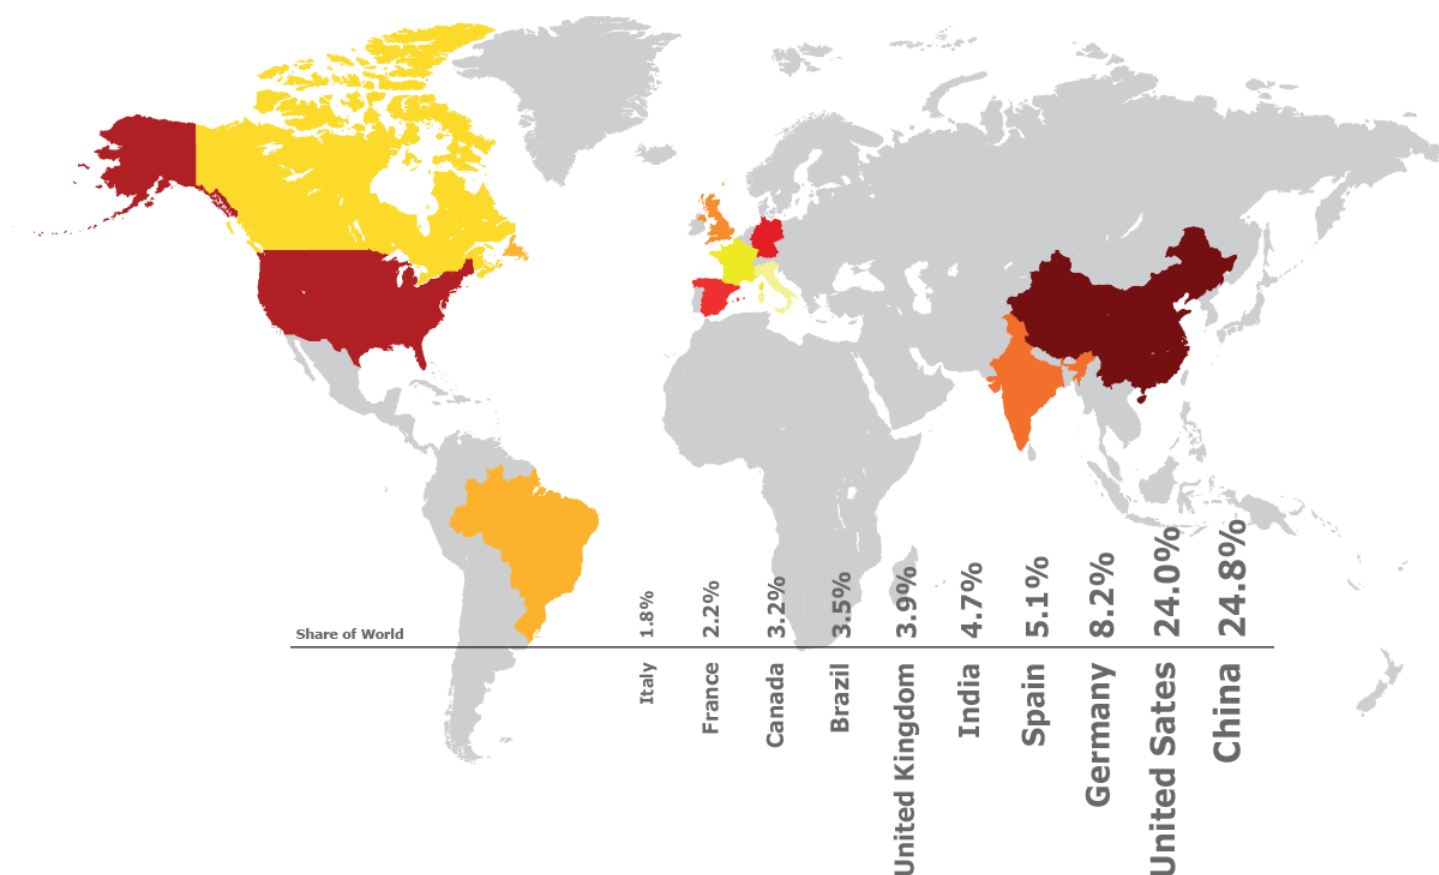 Share of World
1.8%
2.2%
3.2%
3.5%
3.9%
4.7%
5.1%
8.2%
24.0%
24.8%
Italy
France
Canada
Brazil
United Kingdom
India
Spain
Germany
United Sates
China